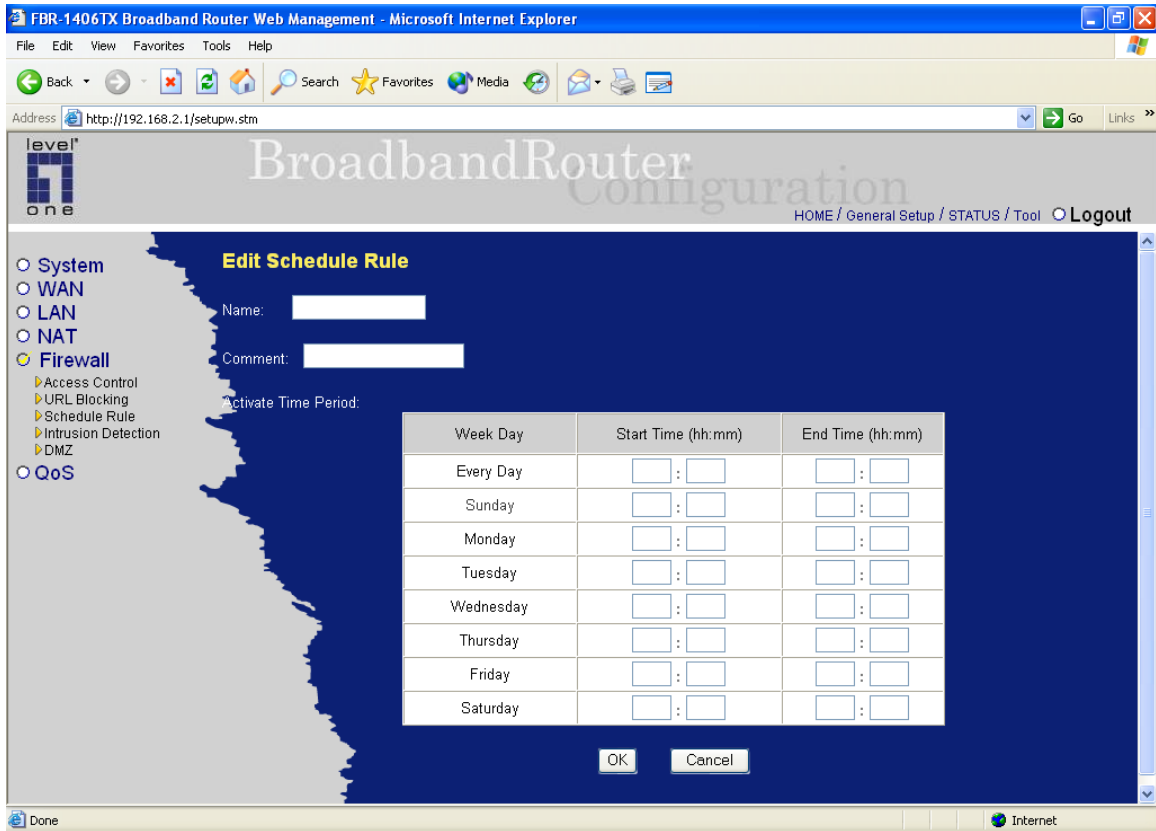 FBR-1406TX Broadband Router Web Management - Microsoft Internet Explorer
File Edit View Favorites Tools Help
Back Search Favorites Media
Address http://192.168.2.1/setupw.stm Go Links »
level one
BroadbandRouter
Configuration
HOME / General Setup / STATUS / Tool Logout
System
WAN
LAN
NAT
Firewall
Access Control
URL Blocking
Schedule Rule
Intrusion Detection
DMZ
QoS
Edit Schedule Rule
Name:
Comment:
Activate Time Period:
Week Day Start Time (hh:mm) End Time (hh:mm)
Every Day : :
Sunday : :
Monday : :
Tuesday : :
Wednesday : :
Thursday : :
Friday : :
Saturday : :
OK Cancel
Done Internet